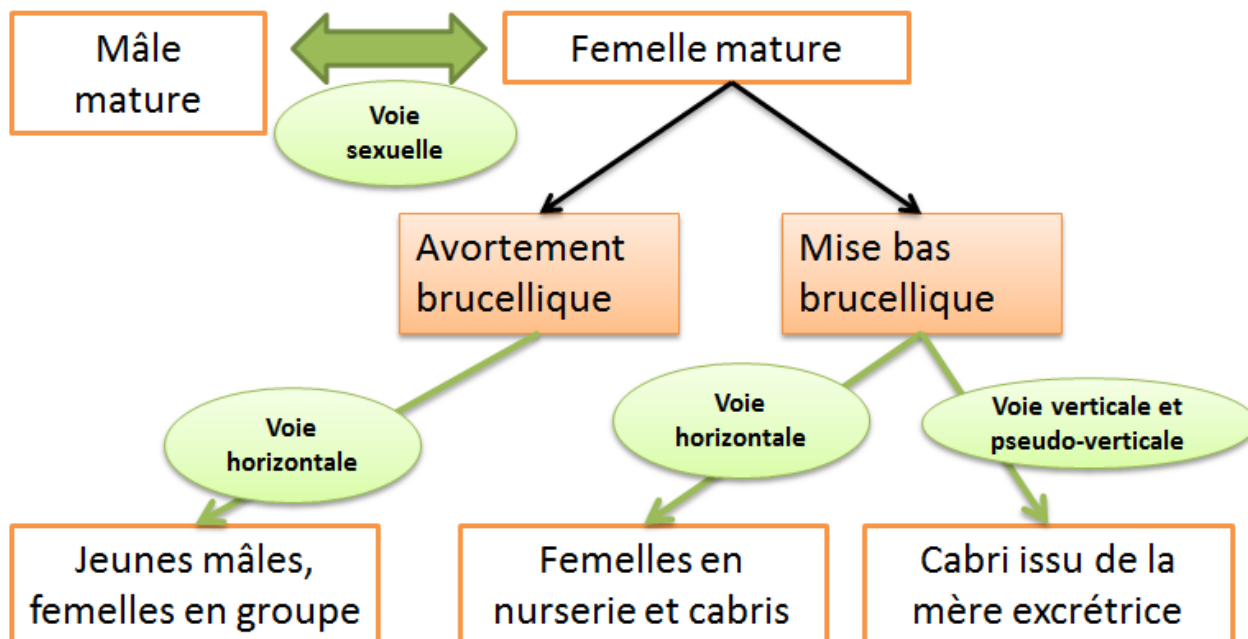 Mâle
mature
Femelle mature
Voie
sexuelle
Avortement
brucellique
Mise bas
brucellique
Voie
horizontale
Voie
horizontale
Voie verticale et
pseudo-verticale
Jeunes mâles,
femelles en groupe
Femelles en
nurserie et cabris
Cabri issu de la
mère excrétrice